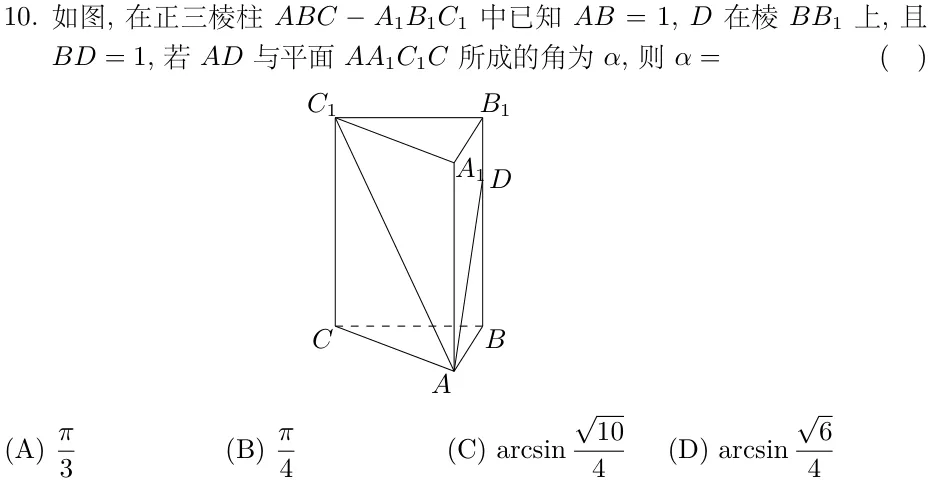 10. 如图, 在正三棱柱 ABC − A₁B₁C₁ 中已知 AB = 1, D 在棱 BB₁ 上, 且
BD = 1, 若 AD 与平面 AA₁C₁C 所成的角为 α, 则 α = ( )
C₁ B₁
A₁ D
C B
A
(A) π/3 (B) π/4 (C) arcsin √10/4 (D) arcsin √6/4